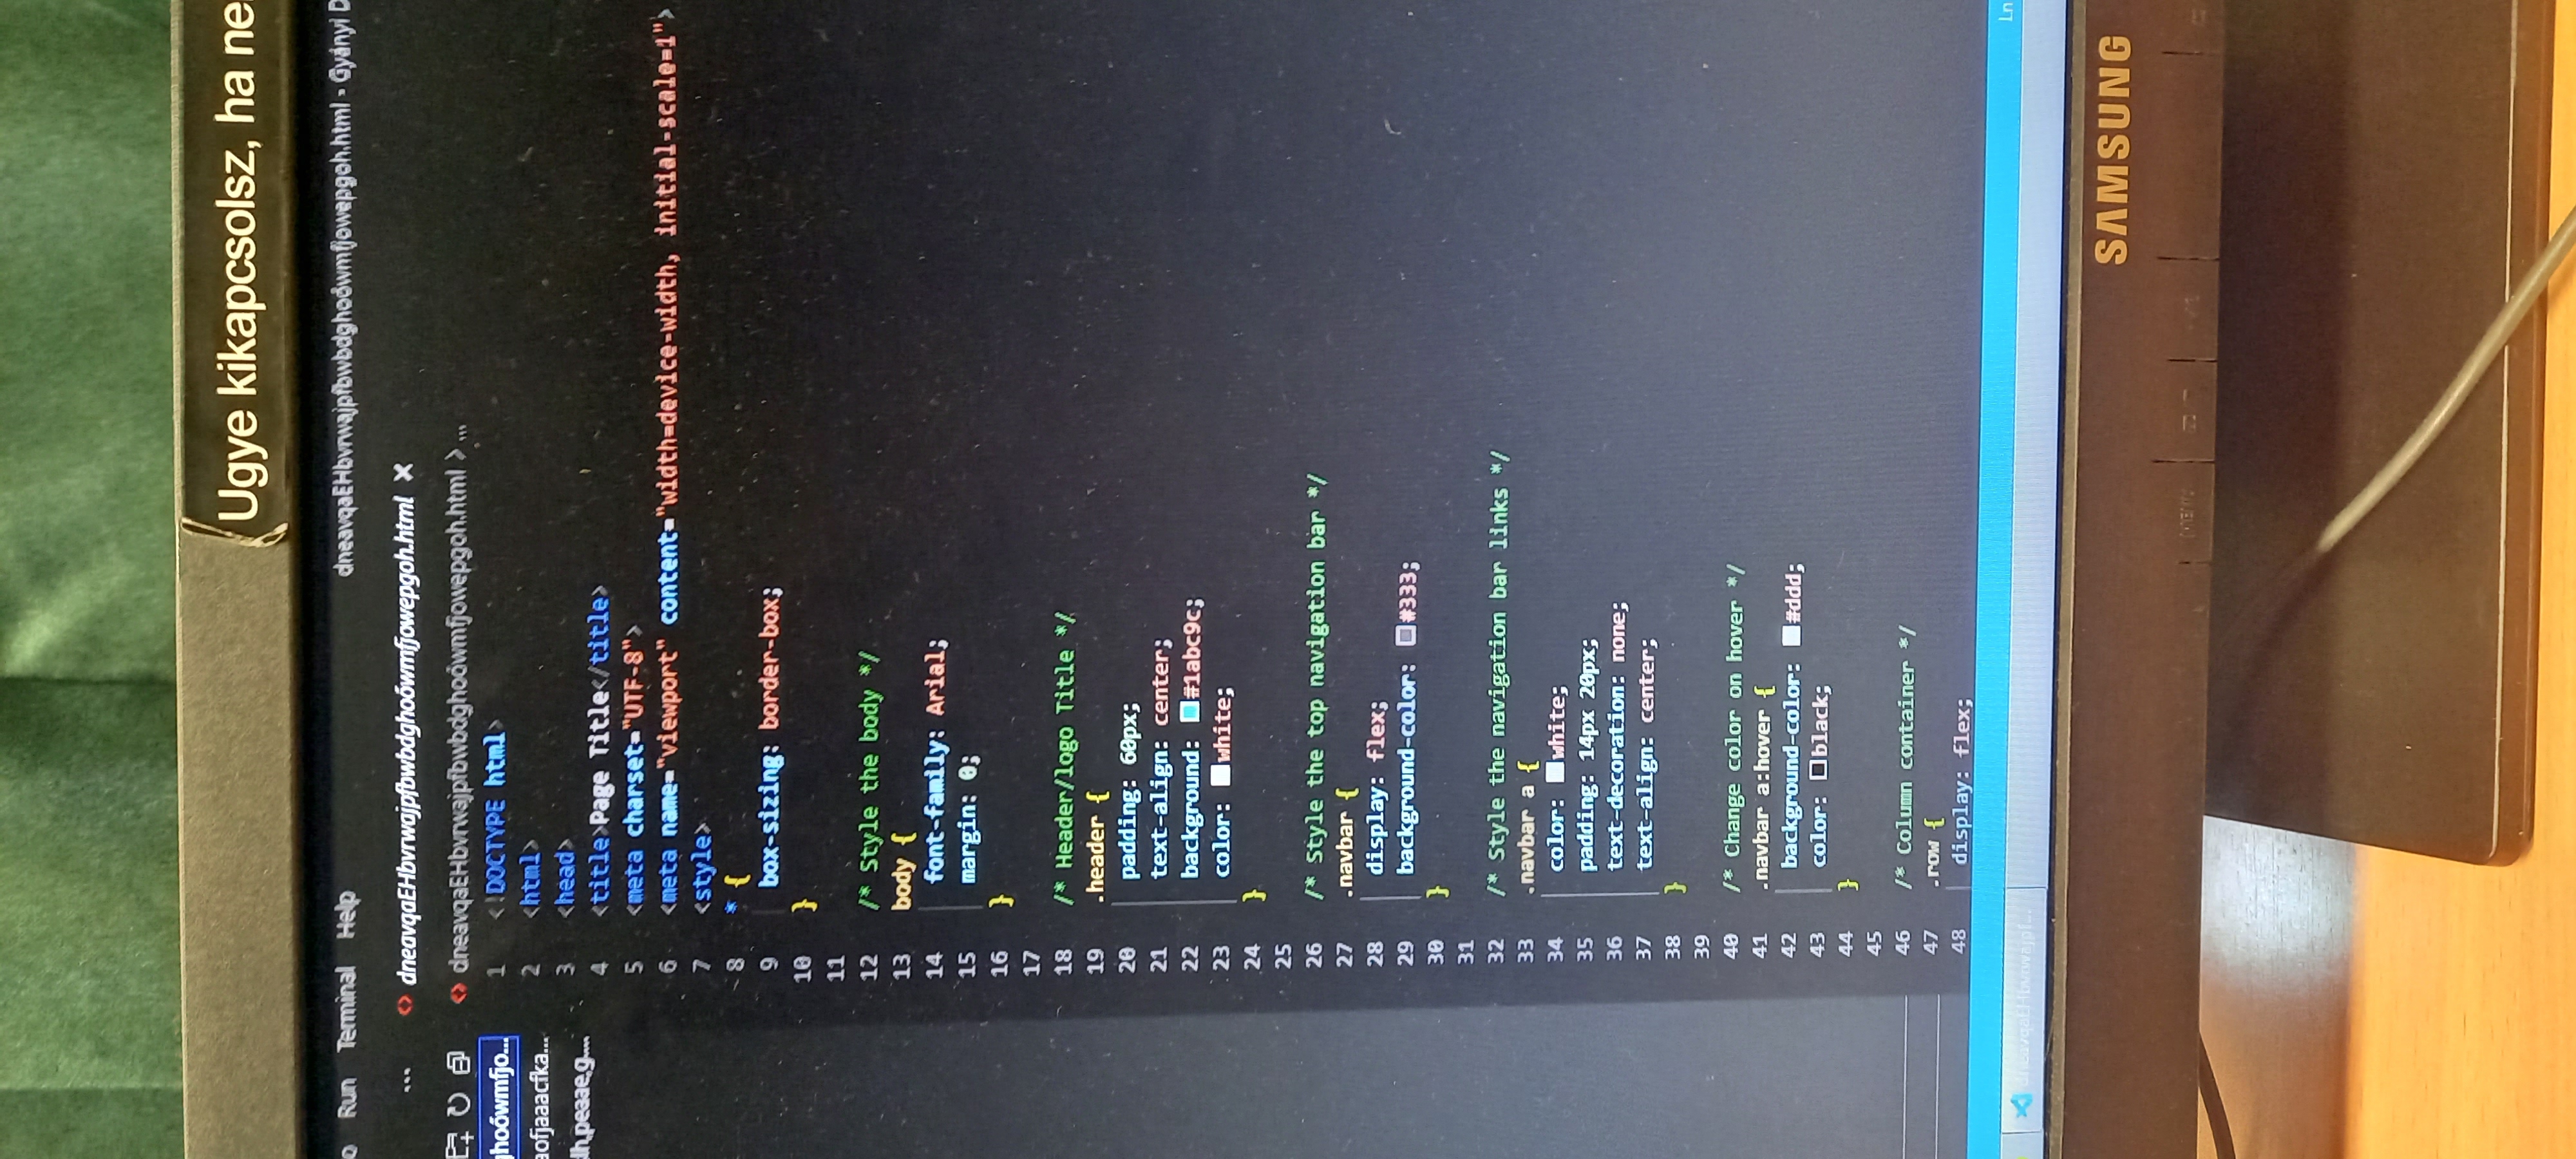 Ugye kikapcsolsz, ha ne
Run Terminal Help dneavqaEHbvrwajpfbwbdghoówmfjowepgoh.html - Gyányi D
... dneavqaEHbvrwajpfbwbdghoówmfjowepgoh.html ×
dneavqaEHbvrwajpfbwbdghoówmfjowepgoh.html > ...
ghoówmfjo...
aofjaaacfka...
1 <!DOCTYPE html>
2 <html>
3 <head>
4 <title>Page Title</title>
5 <meta charset="UTF-8">
6 <meta name="viewport" content="width=device-width, initial-scale=1">
7 <style>
8 * {
9 box-sizing: border-box;
10 }
11
12 /* Style the body */
13 body {
14 font-family: Arial;
15 margin: 0;
16 }
17
18 /* Header/logo Title */
19 .header {
20 padding: 60px;
21 text-align: center;
22 background: #1abc9c;
23 color: white;
24 }
25
26 /* Style the top navigation bar */
27 .navbar {
28 display: flex;
29 background-color: #333;
30 }
31
32 /* Style the navigation bar links */
33 .navbar a {
34 color: white;
35 padding: 14px 20px;
36 text-decoration: none;
37 text-align: center;
38 }
39
40 /* Change color on hover */
41 .navbar a:hover {
42 background-color: #ddd;
43 color: black;
44 }
45
46 /* Column container */
47 .row {
48 display: flex;
Ln
dneavqaEHbvrwajpf...
SAMSUNG
MENU